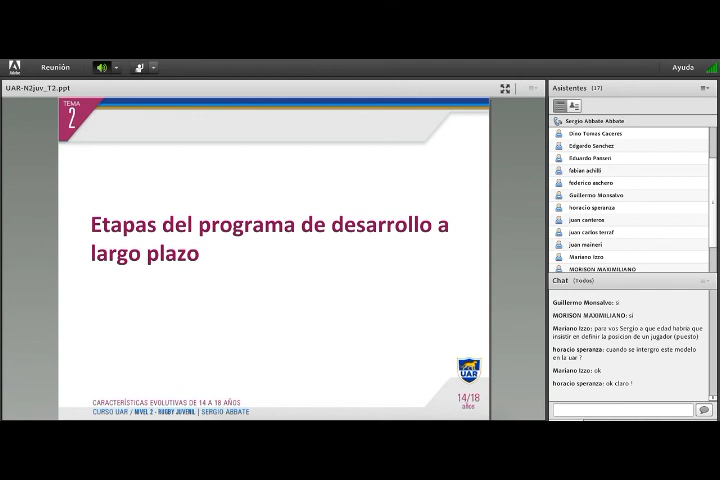 Adobe
Reunión
Ayuda
UAR-N2juv_T2.ppt
TEMA
2
Etapas del programa de desarrollo a
largo plazo
UAR
14/18
años
CARACTERÍSTICAS EVOLUTIVAS DE 14 A 18 AÑOS
CURSO UAR / NIVEL 2 - RUGBY JUVENIL | SERGIO ABBATE
Asistentes (17)
Sergio Abbate Abbate
Dino Tomas Caceres
Edgardo Sanchez
Eduardo Panseri
fabian achilli
federico aschero
Guillermo Monsalvo
horacio speranza
juan canteros
juan carlos terraf
juan maineri
Mariano Izzo
MORISON MAXIMILIANO
Chat (Todos)
Guillermo Monsalvo: si
MORISON MAXIMILIANO: si
Mariano Izzo: para vos Sergio a que edad habria que
insistir en definir la posicion de un jugador (puesto)
horacio speranza: cuando se intergro este modelo
en la uar ?
Mariano Izzo: ok
horacio speranza: ok claro !